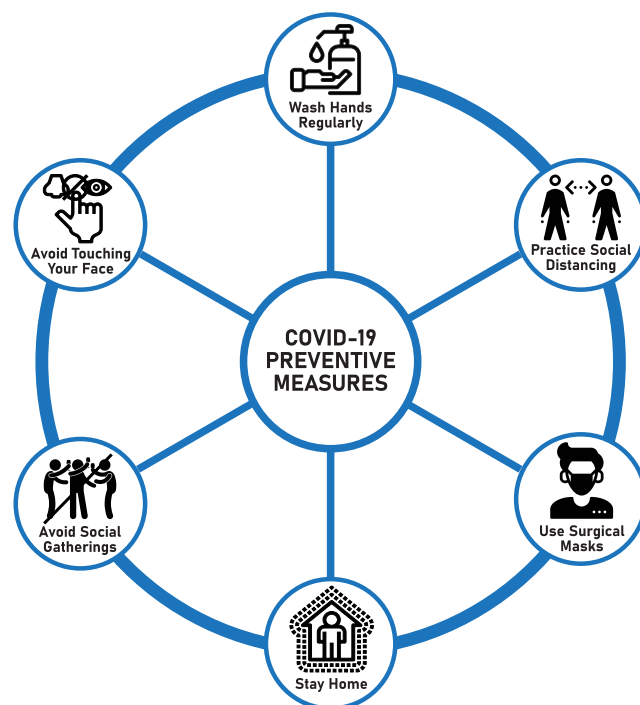 Wash Hands
Regularly
Avoid Touching
Your Face
Practice Social
Distancing
COVID-19
PREVENTIVE
MEASURES
Avoid Social
Gatherings
Use Surgical
Masks
Stay Home